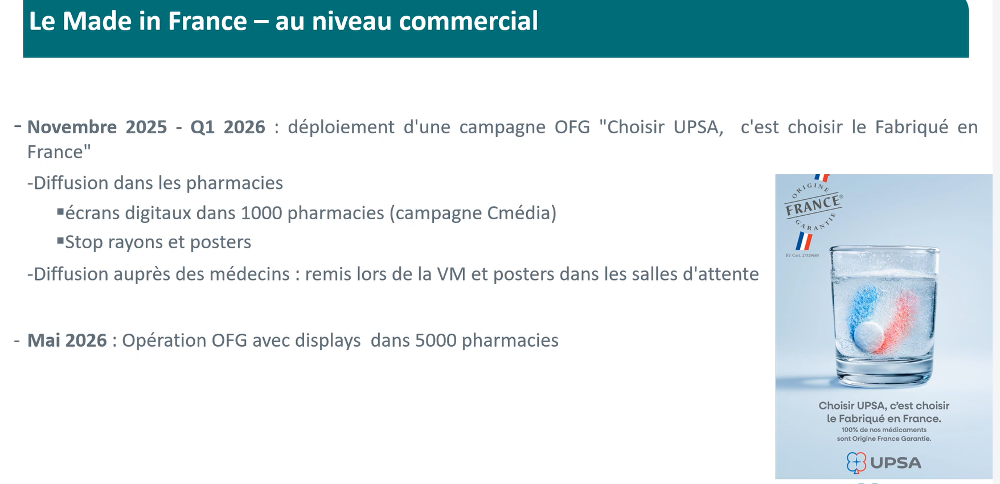 Le Made in France – au niveau commercial
- Novembre 2025 - Q1 2026 : déploiement d'une campagne OFG "Choisir UPSA,  c'est choisir le Fabriqué en
France"
-Diffusion dans les pharmacies
▪écrans digitaux dans 1000 pharmacies (campagne Cmédia)
▪Stop rayons et posters
-Diffusion auprès des médecins : remis lors de la VM et posters dans les salles d'attente
- Mai 2026 : Opération OFG avec displays  dans 5000 pharmacies
ORIGINE
FRANCE®
GARANTIE
BV Cert. 27529685
Choisir UPSA, c’est choisir
le Fabriqué en France.
100% de nos médicaments
sont Origine France Garantie.
UPSA